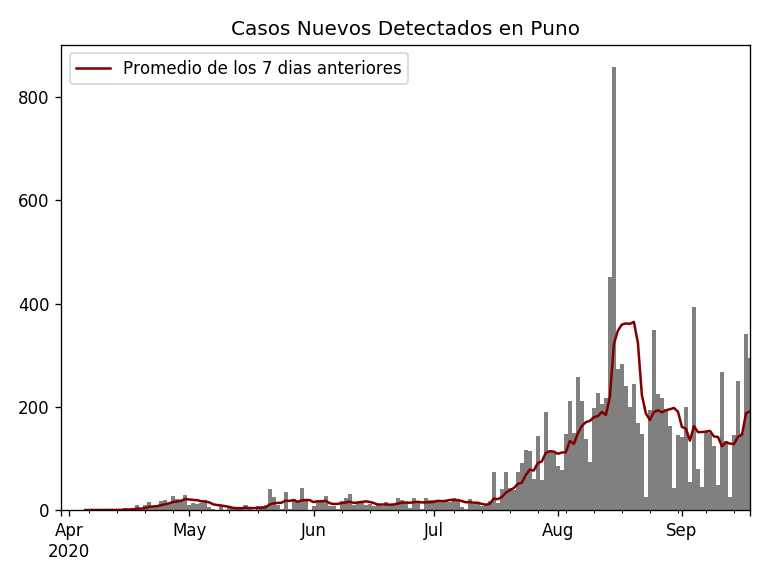 Casos Nuevos Detectados en Puno
Promedio de los 7 dias anteriores
800
600
400
200
0
Apr May Jun Jul Aug Sep
2020